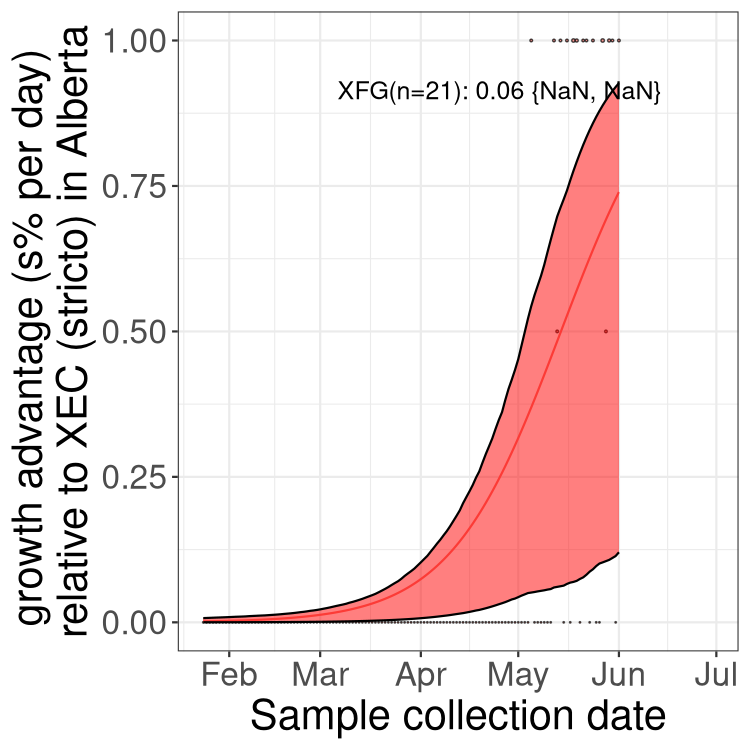 growth advantage (s% per day)
relative to XEC (stricto) in Alberta
1.00
0.75
0.50
0.25
0.00
XFG(n=21): 0.06 {NaN, NaN}
Feb Mar Apr May Jun Jul
Sample collection date